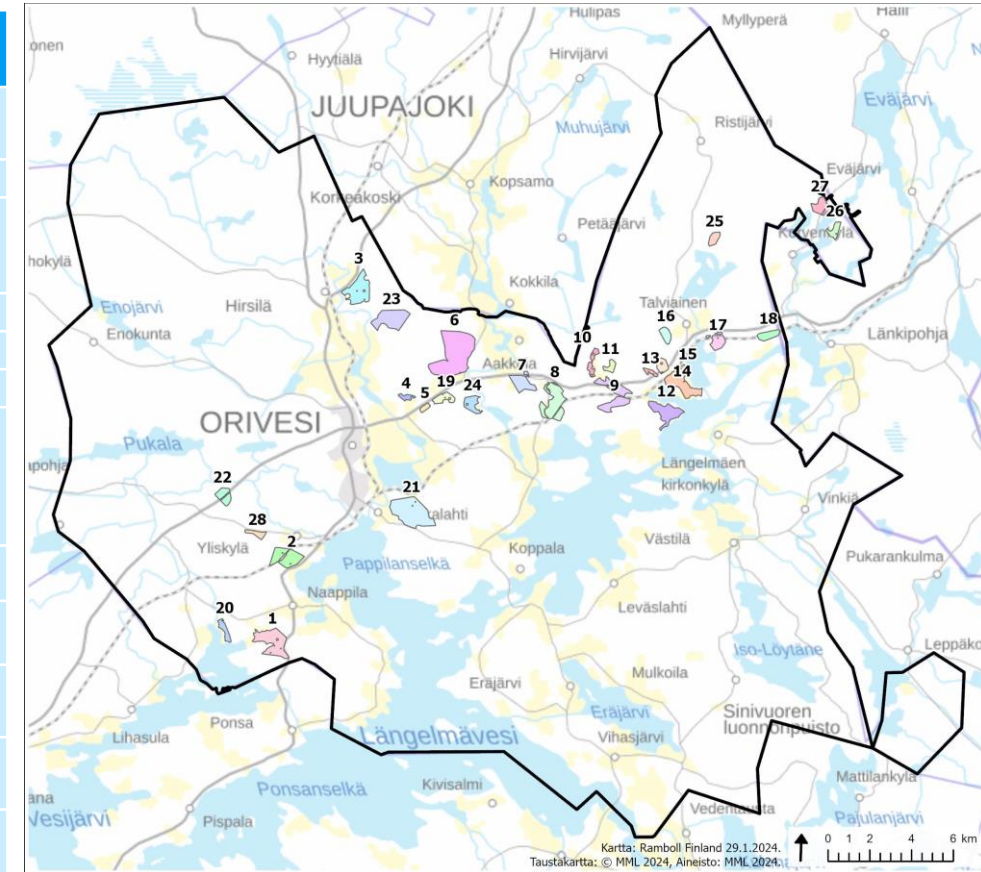 Hulipas
Myllyperä
onen
Hyytiälä
Hirvijärvi
JUUPAJOKI
Eväjärvi
Muhujärvi
Ristijärvi
Kopsamo
Eväjärvi
Korkeakoski
27
26
25
Petääjärvi
hokylä
3
Kokkila
Enojärvi
Hirsilä
23
Talviainen
Enokunta
6
16
17
18
Länkipohja
10
11
13
15
14
7
8
9
12
4
19
24
5
ORIVESI
Pukala
apohja
Längelmäen
kirkonkylä
22
21
alahti
Vinkiä
28
Yliskylä
2
Koppala
Västilä
Pappilanselkä
Pukarankulma
Naappila
20
1
Leväslahti
Iso-Löytäne
Leppäko
Eräjärvi
Mulkoila
Ponsa
Eräjärvi
Sinivuoren
luonnonpuisto
Lihasula
Längelmävesi
Vihasjärvi
Mattilankylä
Ponsanselkä
Kivisalmi
ana
Vesijärvi
Pispala
Vedentausta
Pajulanjärvi
Kartta: Ramboll Finland 29.1.2024.
Taustakartta: © MML 2024, Aineisto: MML 2024.
0 1 2 4 6 km